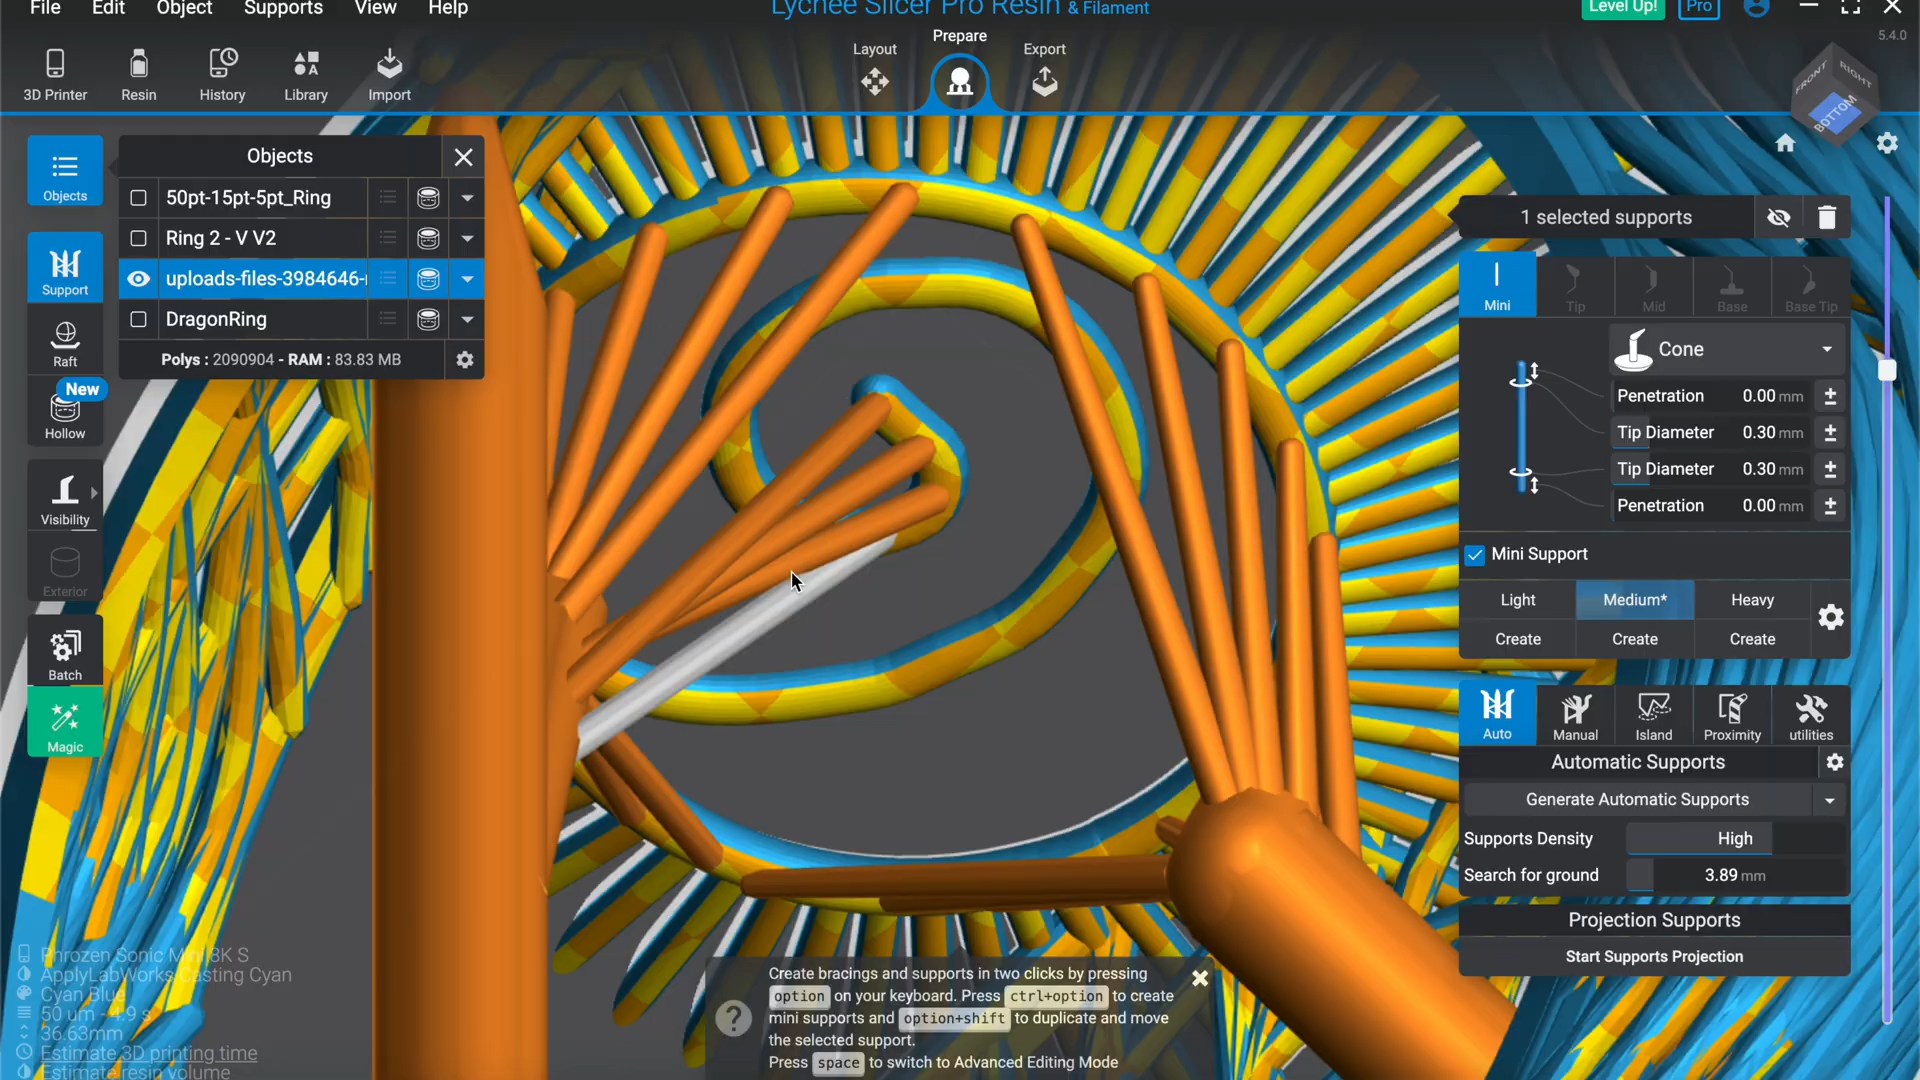 File Edit Object Supports View Help
Lychee Slicer Pro Resin & Filament
Level Up! Pro
5.4.0
3D Printer Resin History Library Import
Layout Prepare Export
FRONT RIGHT BOTTOM
Objects
Support
Raft
New
Hollow
Visibility
Exterior
Batch
Magic
Objects
50pt-15pt-5pt_Ring
Ring 2 - V V2
uploads-files-3984646-
DragonRing
Polys : 2090904 - RAM : 83.83 MB
1 selected supports
Mini Tip Mid Base Base Tip
Cone
Penetration 0.00 mm
Tip Diameter 0.30 mm
Tip Diameter 0.30 mm
Penetration 0.00 mm
Mini Support
Light Medium* Heavy
Create Create Create
Auto Manual Island Proximity utilities
Automatic Supports
Generate Automatic Supports
Supports Density High
Search for ground 3.89 mm
Projection Supports
Start Supports Projection
Phrozen Sonic Mini 8K S
ApplyLabWorks Casting Cyan
Cyan Blue
50 um - 4.9 s
36.63mm
Estimate 3D printing time
Estimate resin volume
Create bracings and supports in two clicks by pressing
option on your keyboard. Press ctrl+option to create
mini supports and option+shift to duplicate and move
the selected support.
Press space to switch to Advanced Editing Mode